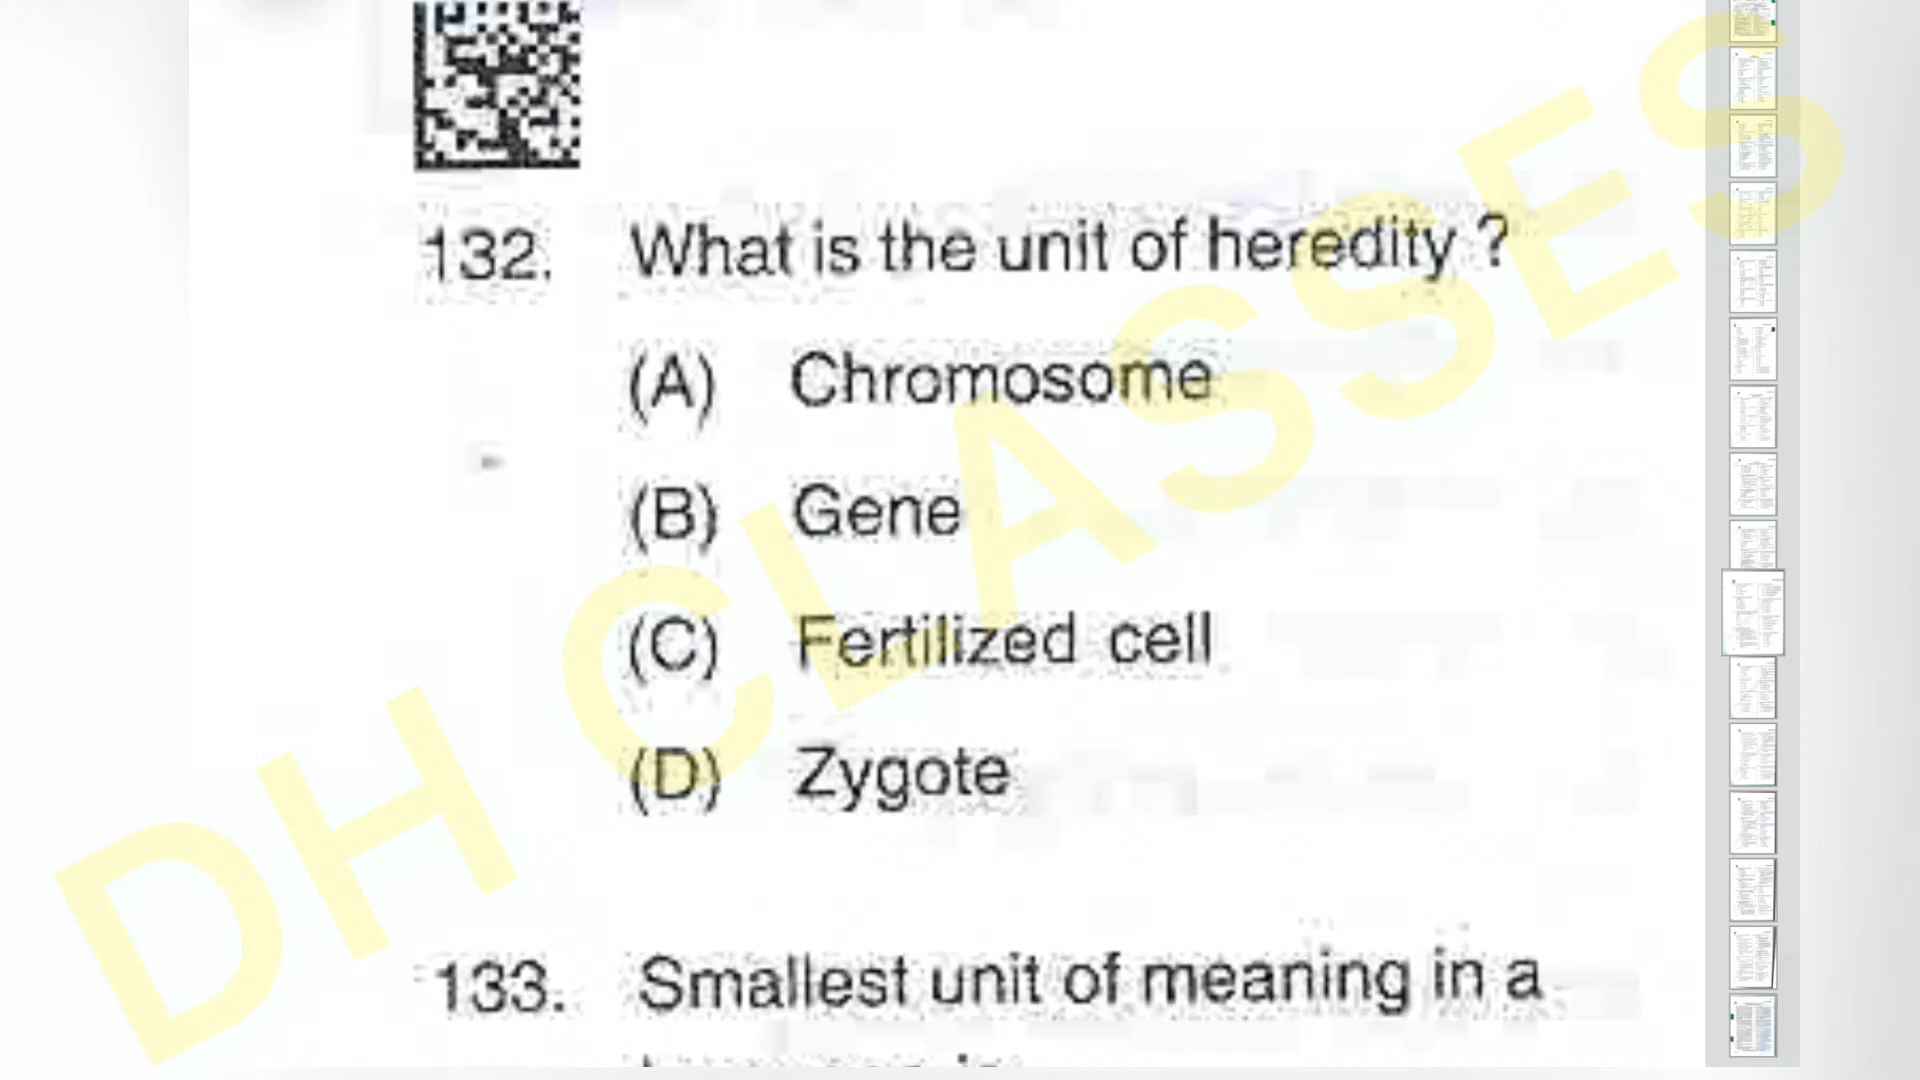 132. What is the unit of heredity ?
(A) Chromosome
(B) Gene
(C) Fertilized cell
(D) Zygote
133. Smallest unit of meaning in a
DH CLASSES